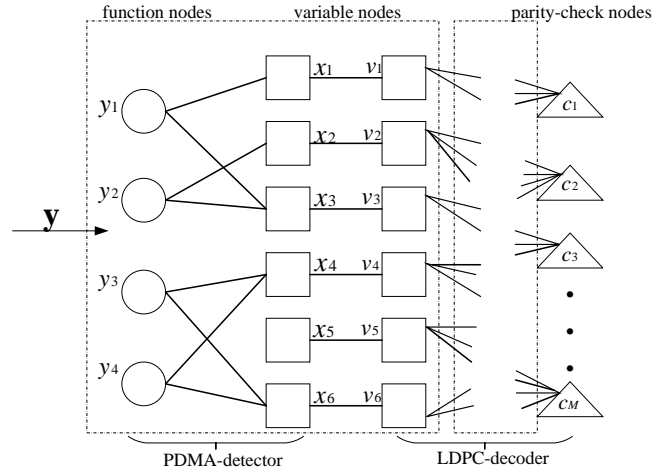 function nodes variable nodes parity-check nodes
x1 v1
y1 c1
x2 v2
y2 x3 v3 c2
y
x4 v4 c3
y3
x5 v5
y4
x6 v6 cM
PDMA-detector LDPC-decoder